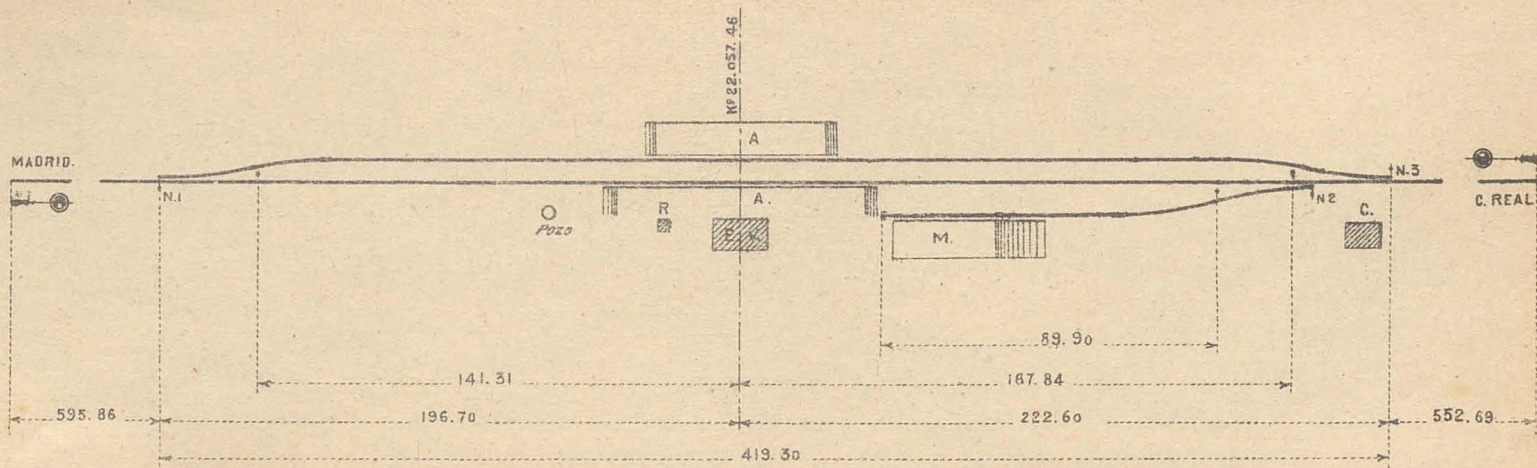 Kº 22.057.46
A
MADRID.
N.1
N.3
C. REAL
N2
A.
R
Pozo
C.
M.
89.90
141.31
167.84
595.86
196.70
222.60
552.69
419.30